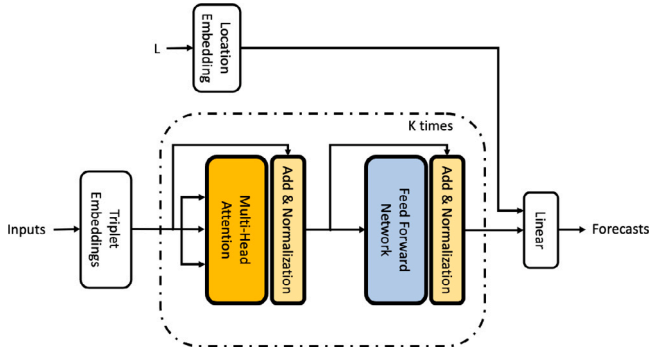 L
Location
Embedding
K times
Inputs
Triplet
Embeddings
Multi-Head
Attention
Add & Normalization
Feed Forward
Network
Add & Normalization
Linear
Forecasts